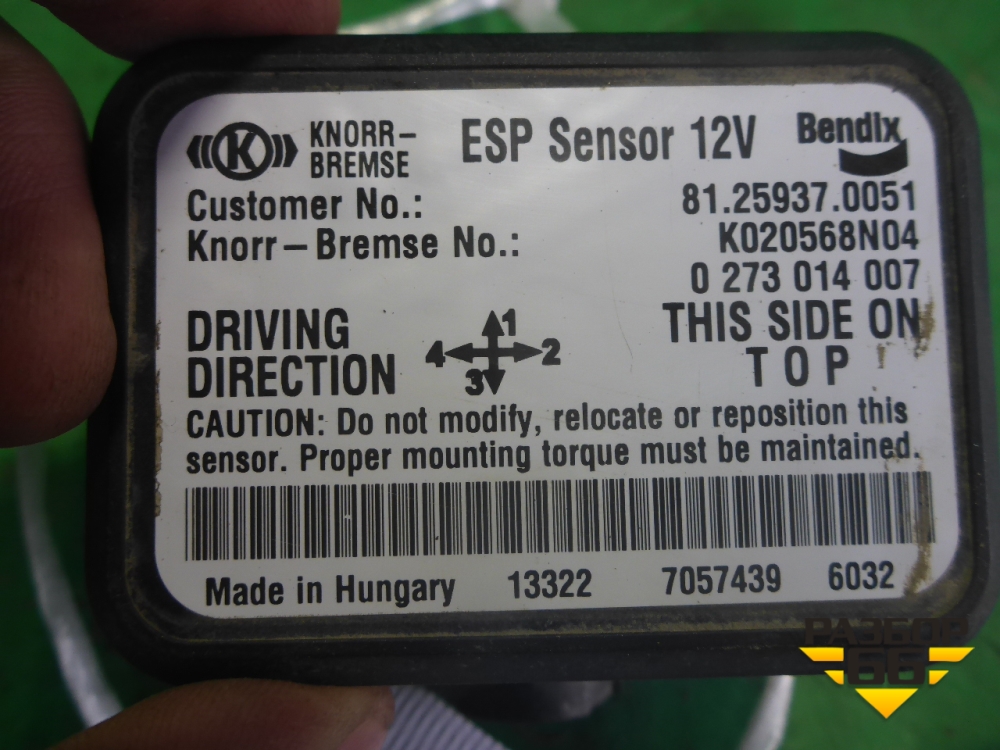 KNORR-
BREMSE
ESP Sensor 12V
Bendix
Customer No.: 81.25937.0051
Knorr-Bremse No.: K020568N04
0 273 014 007
DRIVING
DIRECTION
1
4 2
3
THIS SIDE ON
TOP
CAUTION: Do not modify, relocate or reposition this
sensor. Proper mounting torque must be maintained.
Made in Hungary 13322 7057439 6032
РАЗБОР
66